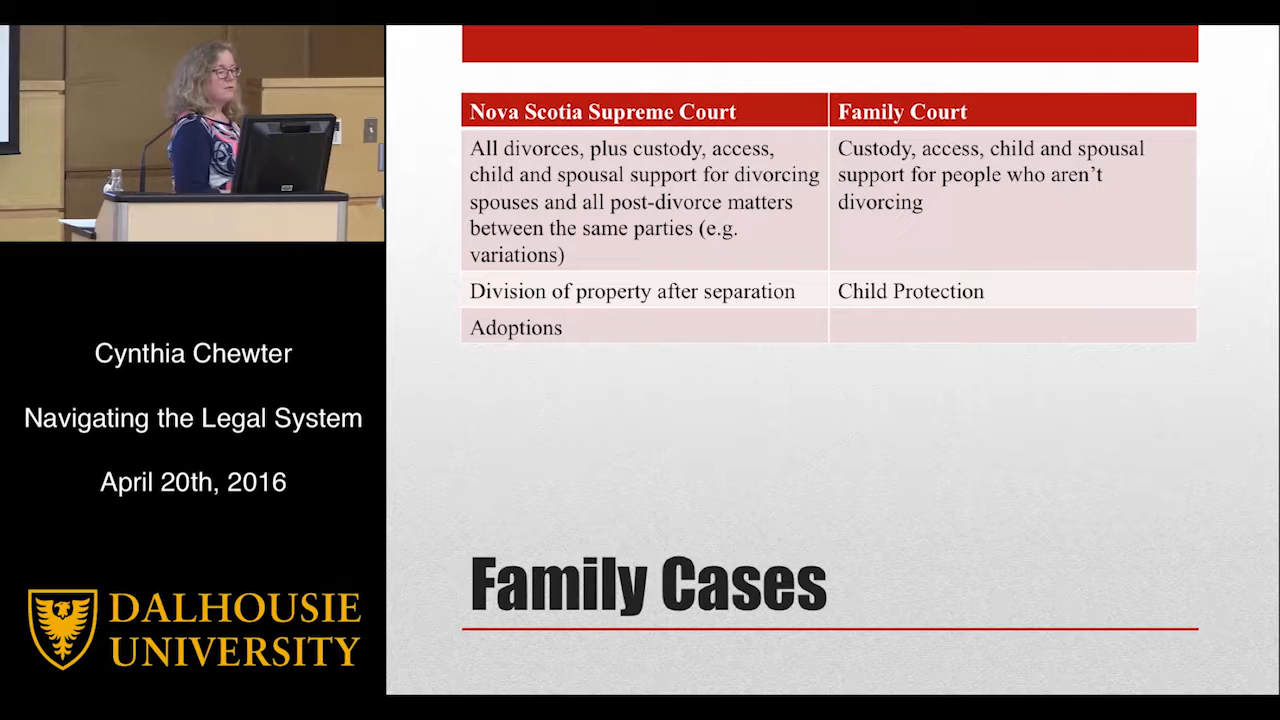 Nova Scotia Supreme Court
Family Court
All divorces, plus custody, access,
child and spousal support for divorcing
spouses and all post-divorce matters
between the same parties (e.g.
variations)
Custody, access, child and spousal
support for people who aren’t
divorcing
Division of property after separation
Child Protection
Adoptions
Family Cases
Cynthia Chewter
Navigating the Legal System
April 20th, 2016
DALHOUSIE
UNIVERSITY